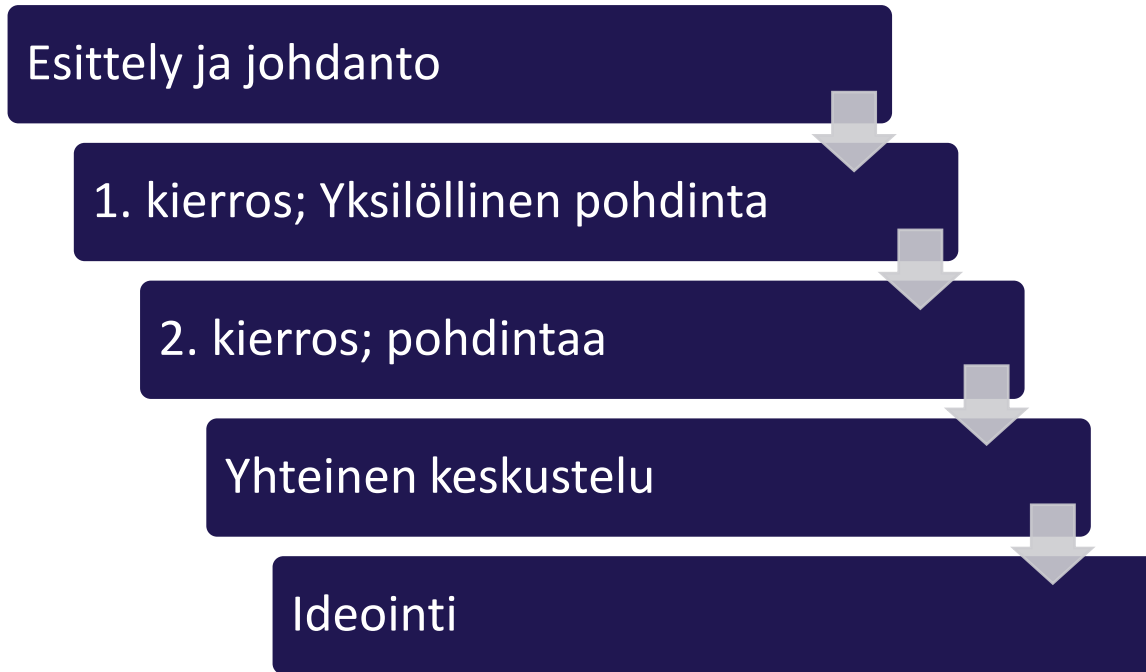 Esittely ja johdanto
1. kierros; Yksilöllinen pohdinta
2. kierros; pohdintaa
Yhteinen keskustelu
Ideointi